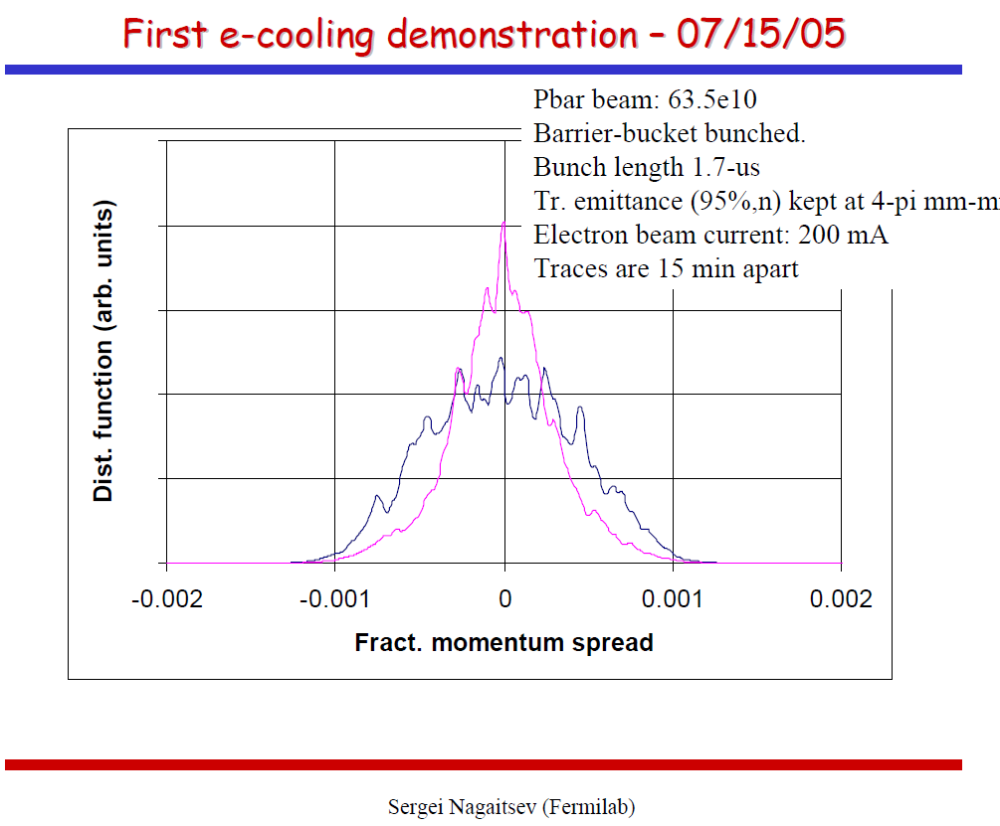 First e-cooling demonstration – 07/15/05
Pbar beam: 63.5e10
Barrier-bucket bunched.
Bunch length 1.7-us
Tr. emittance (95%,n) kept at 4-pi mm-m
Electron beam current: 200 mA
Traces are 15 min apart
Dist. function (arb. units)
-0.002 -0.001 0 0.001 0.002
Fract. momentum spread
Sergei Nagaitsev (Fermilab)